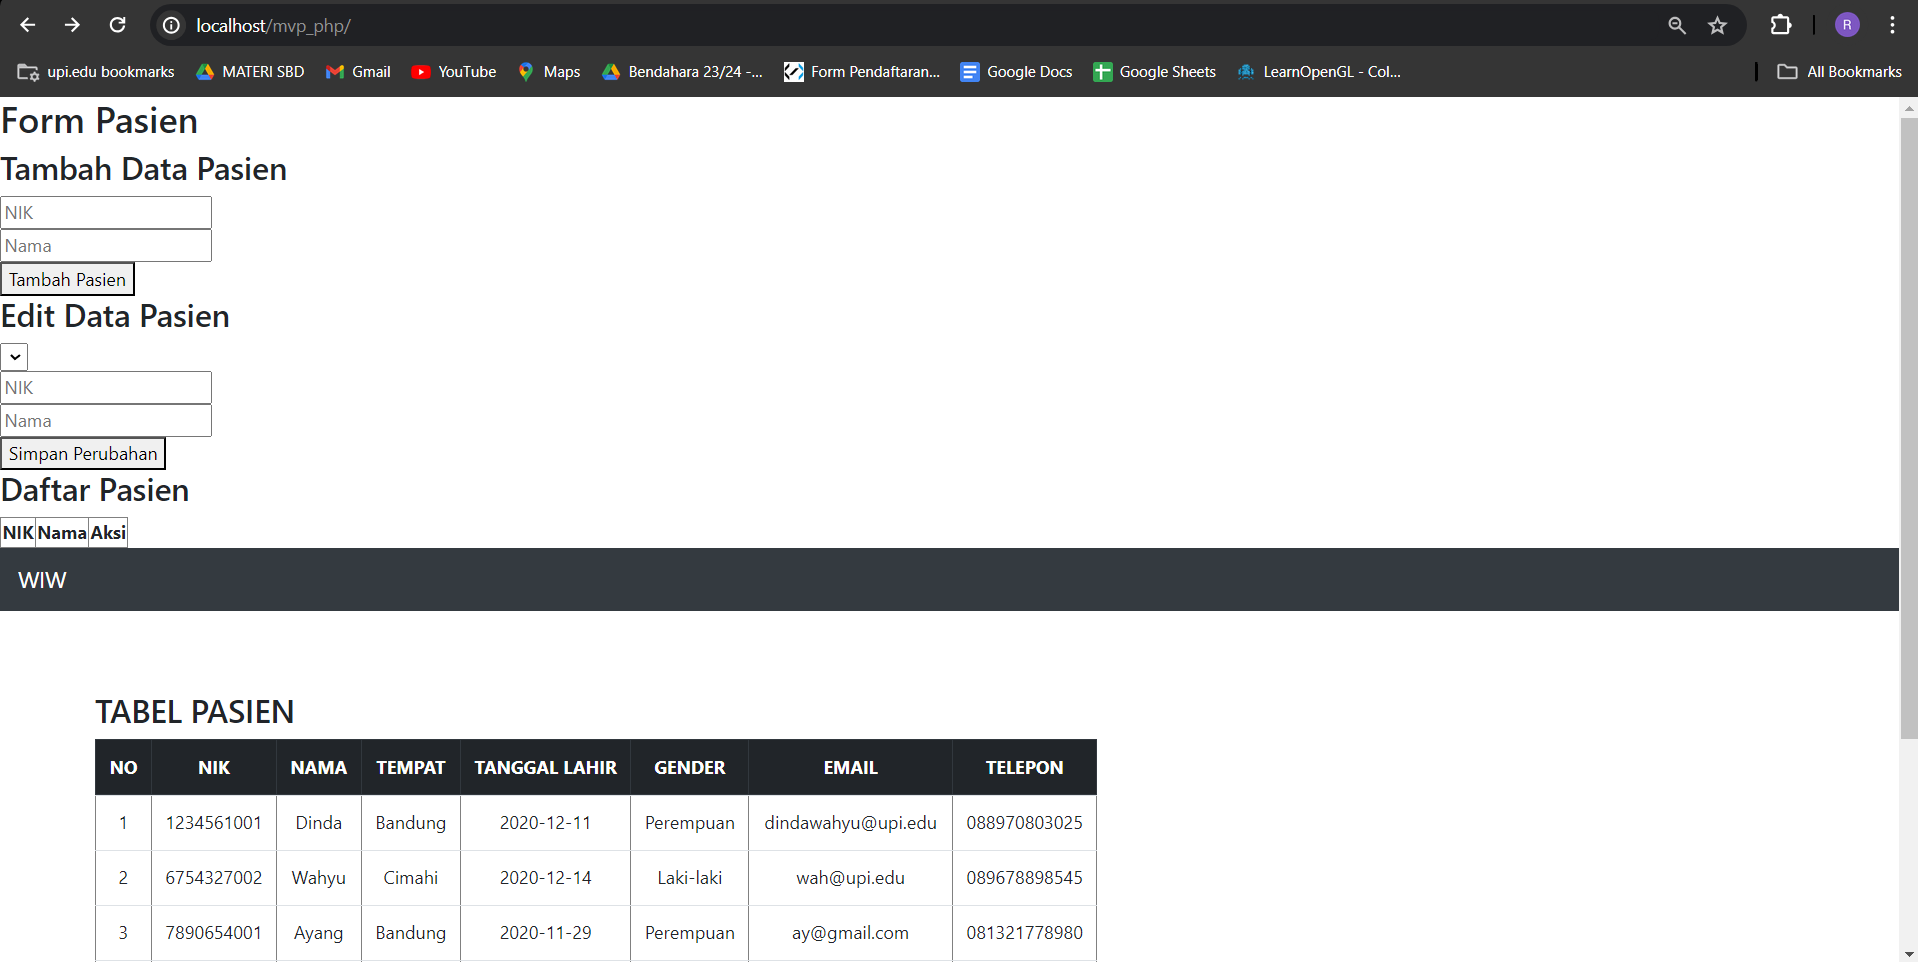 localhost/mvp_php/
R
upi.edu bookmarks MATERI SBD Gmail YouTube Maps Bendahara 23/24 -... Form Pendaftaran... Google Docs Google Sheets LearnOpenGL - Col... All Bookmarks
Form Pasien
Tambah Data Pasien
NIK
Nama
Tambah Pasien
Edit Data Pasien
NIK
Nama
Simpan Perubahan
Daftar Pasien
NIK Nama Aksi
WIW
TABEL PASIEN
NO NIK NAMA TEMPAT TANGGAL LAHIR GENDER EMAIL TELEPON
1 1234561001 Dinda Bandung 2020-12-11 Perempuan dindawahyu@upi.edu 088970803025
2 6754327002 Wahyu Cimahi 2020-12-14 Laki-laki wah@upi.edu 089678898545
3 7890654001 Ayang Bandung 2020-11-29 Perempuan ay@gmail.com 081321778980